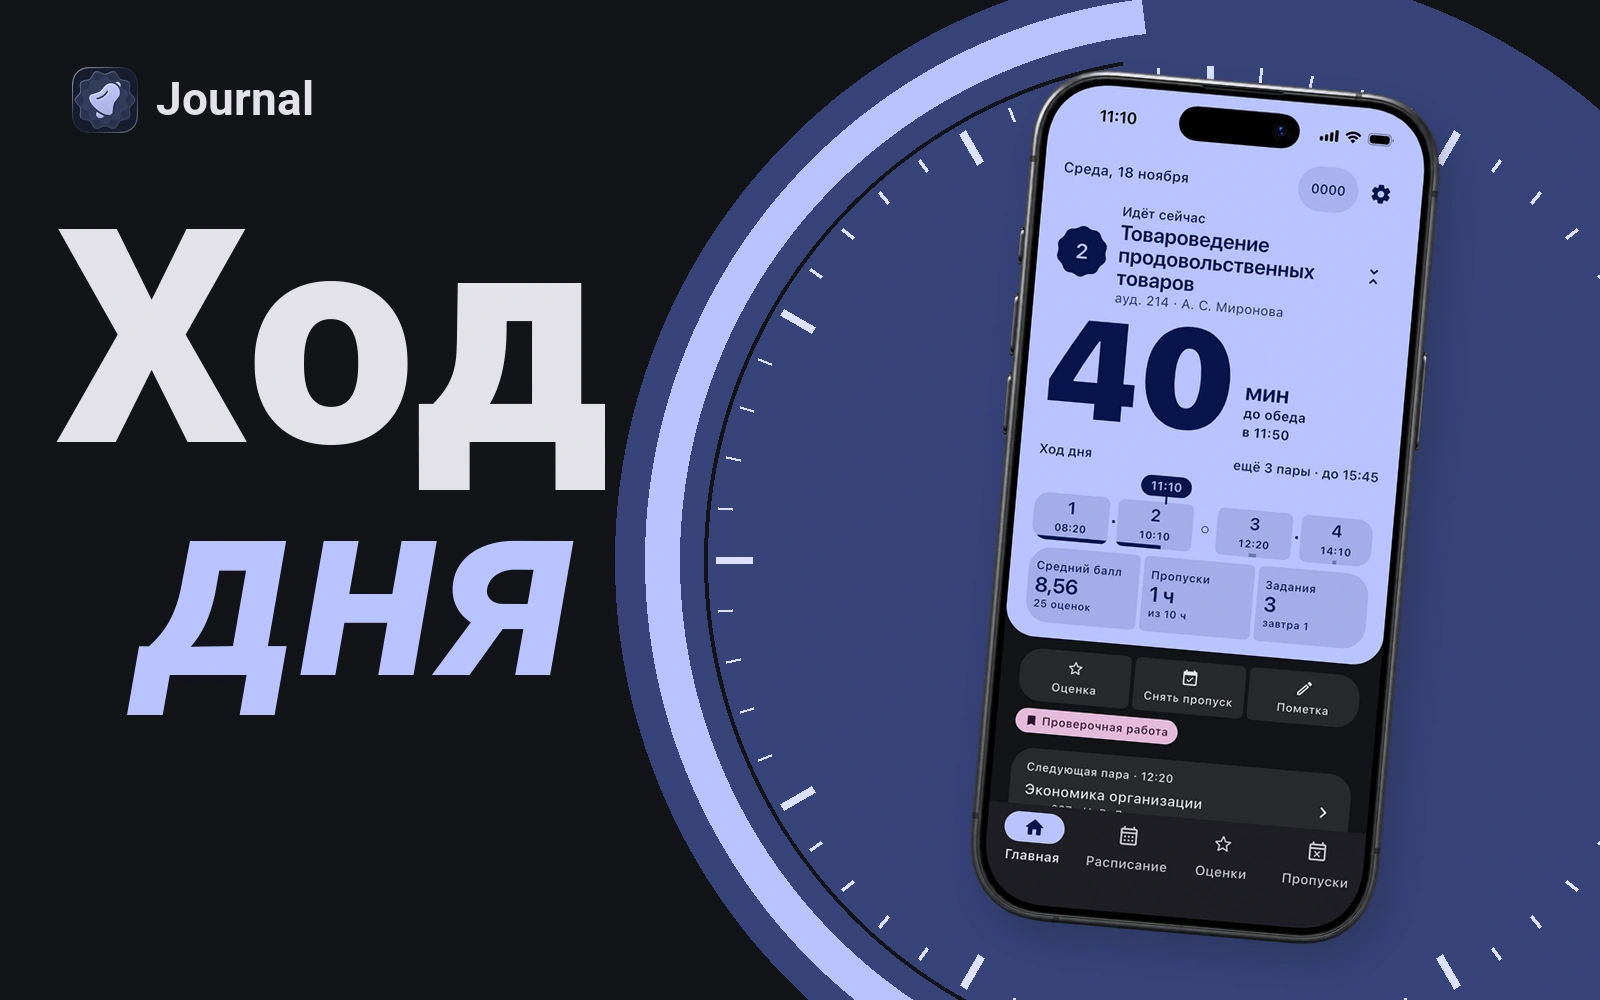 Journal
Ход
дня
11:10
Среда, 18 ноября
0000
Идёт сейчас
2
Товароведение
продовольственных
товаров
ауд. 214 · А. С. Миронова
40
мин
до обеда
в 11:50
Ход дня
ещё 3 пары · до 15:45
11:10
1
08:20
2
10:10
3
12:20
4
14:10
Средний балл
8,56
25 оценок
Пропуски
1 ч
из 10 ч
Задания
3
завтра 1
Оценка
Снять пропуск
Пометка
Проверочная работа
Следующая пара · 12:20
Экономика организации
Главная
Расписание
Оценки
Пропуски